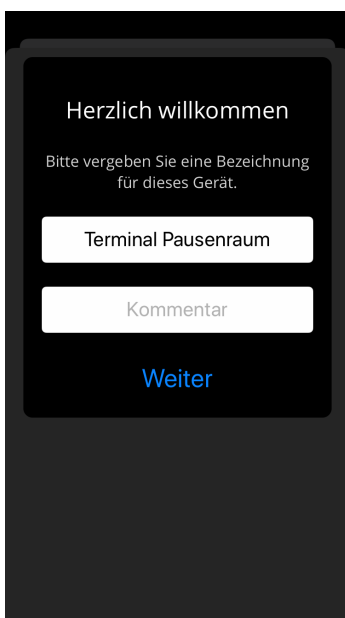 Herzlich willkommen
Bitte vergeben Sie eine Bezeichnung
für dieses Gerät.
Terminal Pausenraum
Kommentar
Weiter